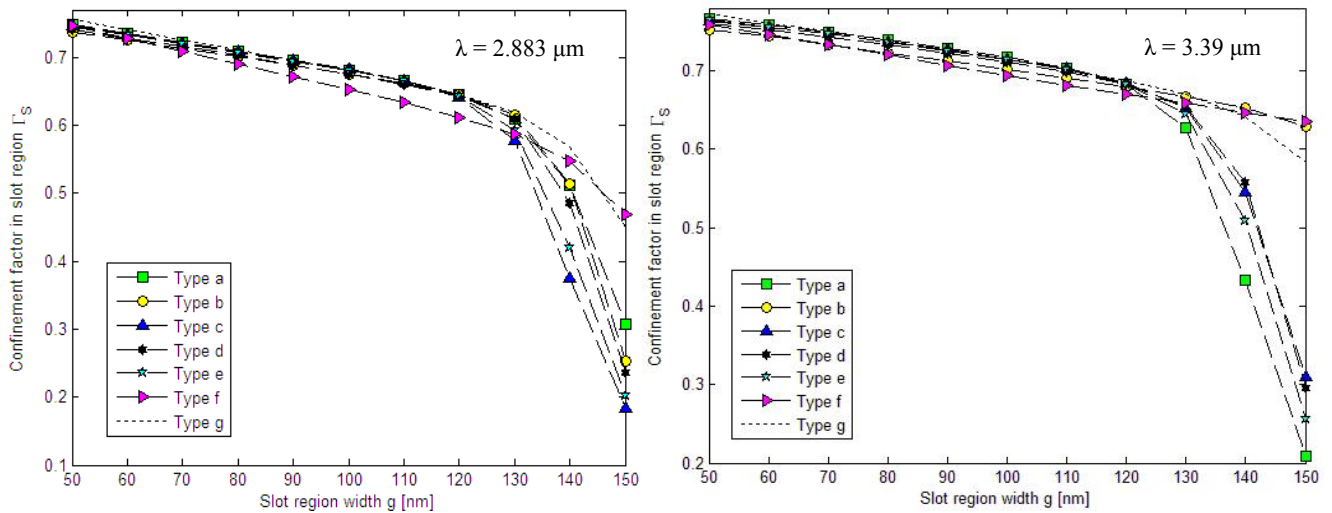 λ = 2.883 μm
Confinement factor in slot region Γ_S
0.7
0.6
0.5
0.4
0.3
0.2
0.1
Type a
Type b
Type c
Type d
Type e
Type f
Type g
50 60 70 80 90 100 110 120 130 140 150
Slot region width g [nm]
λ = 3.39 μm
Confinement factor in slot region Γ_S
0.7
0.6
0.5
0.4
0.3
0.2
Type a
Type b
Type c
Type d
Type e
Type f
Type g
50 60 70 80 90 100 110 120 130 140 150
Slot region width g [nm]